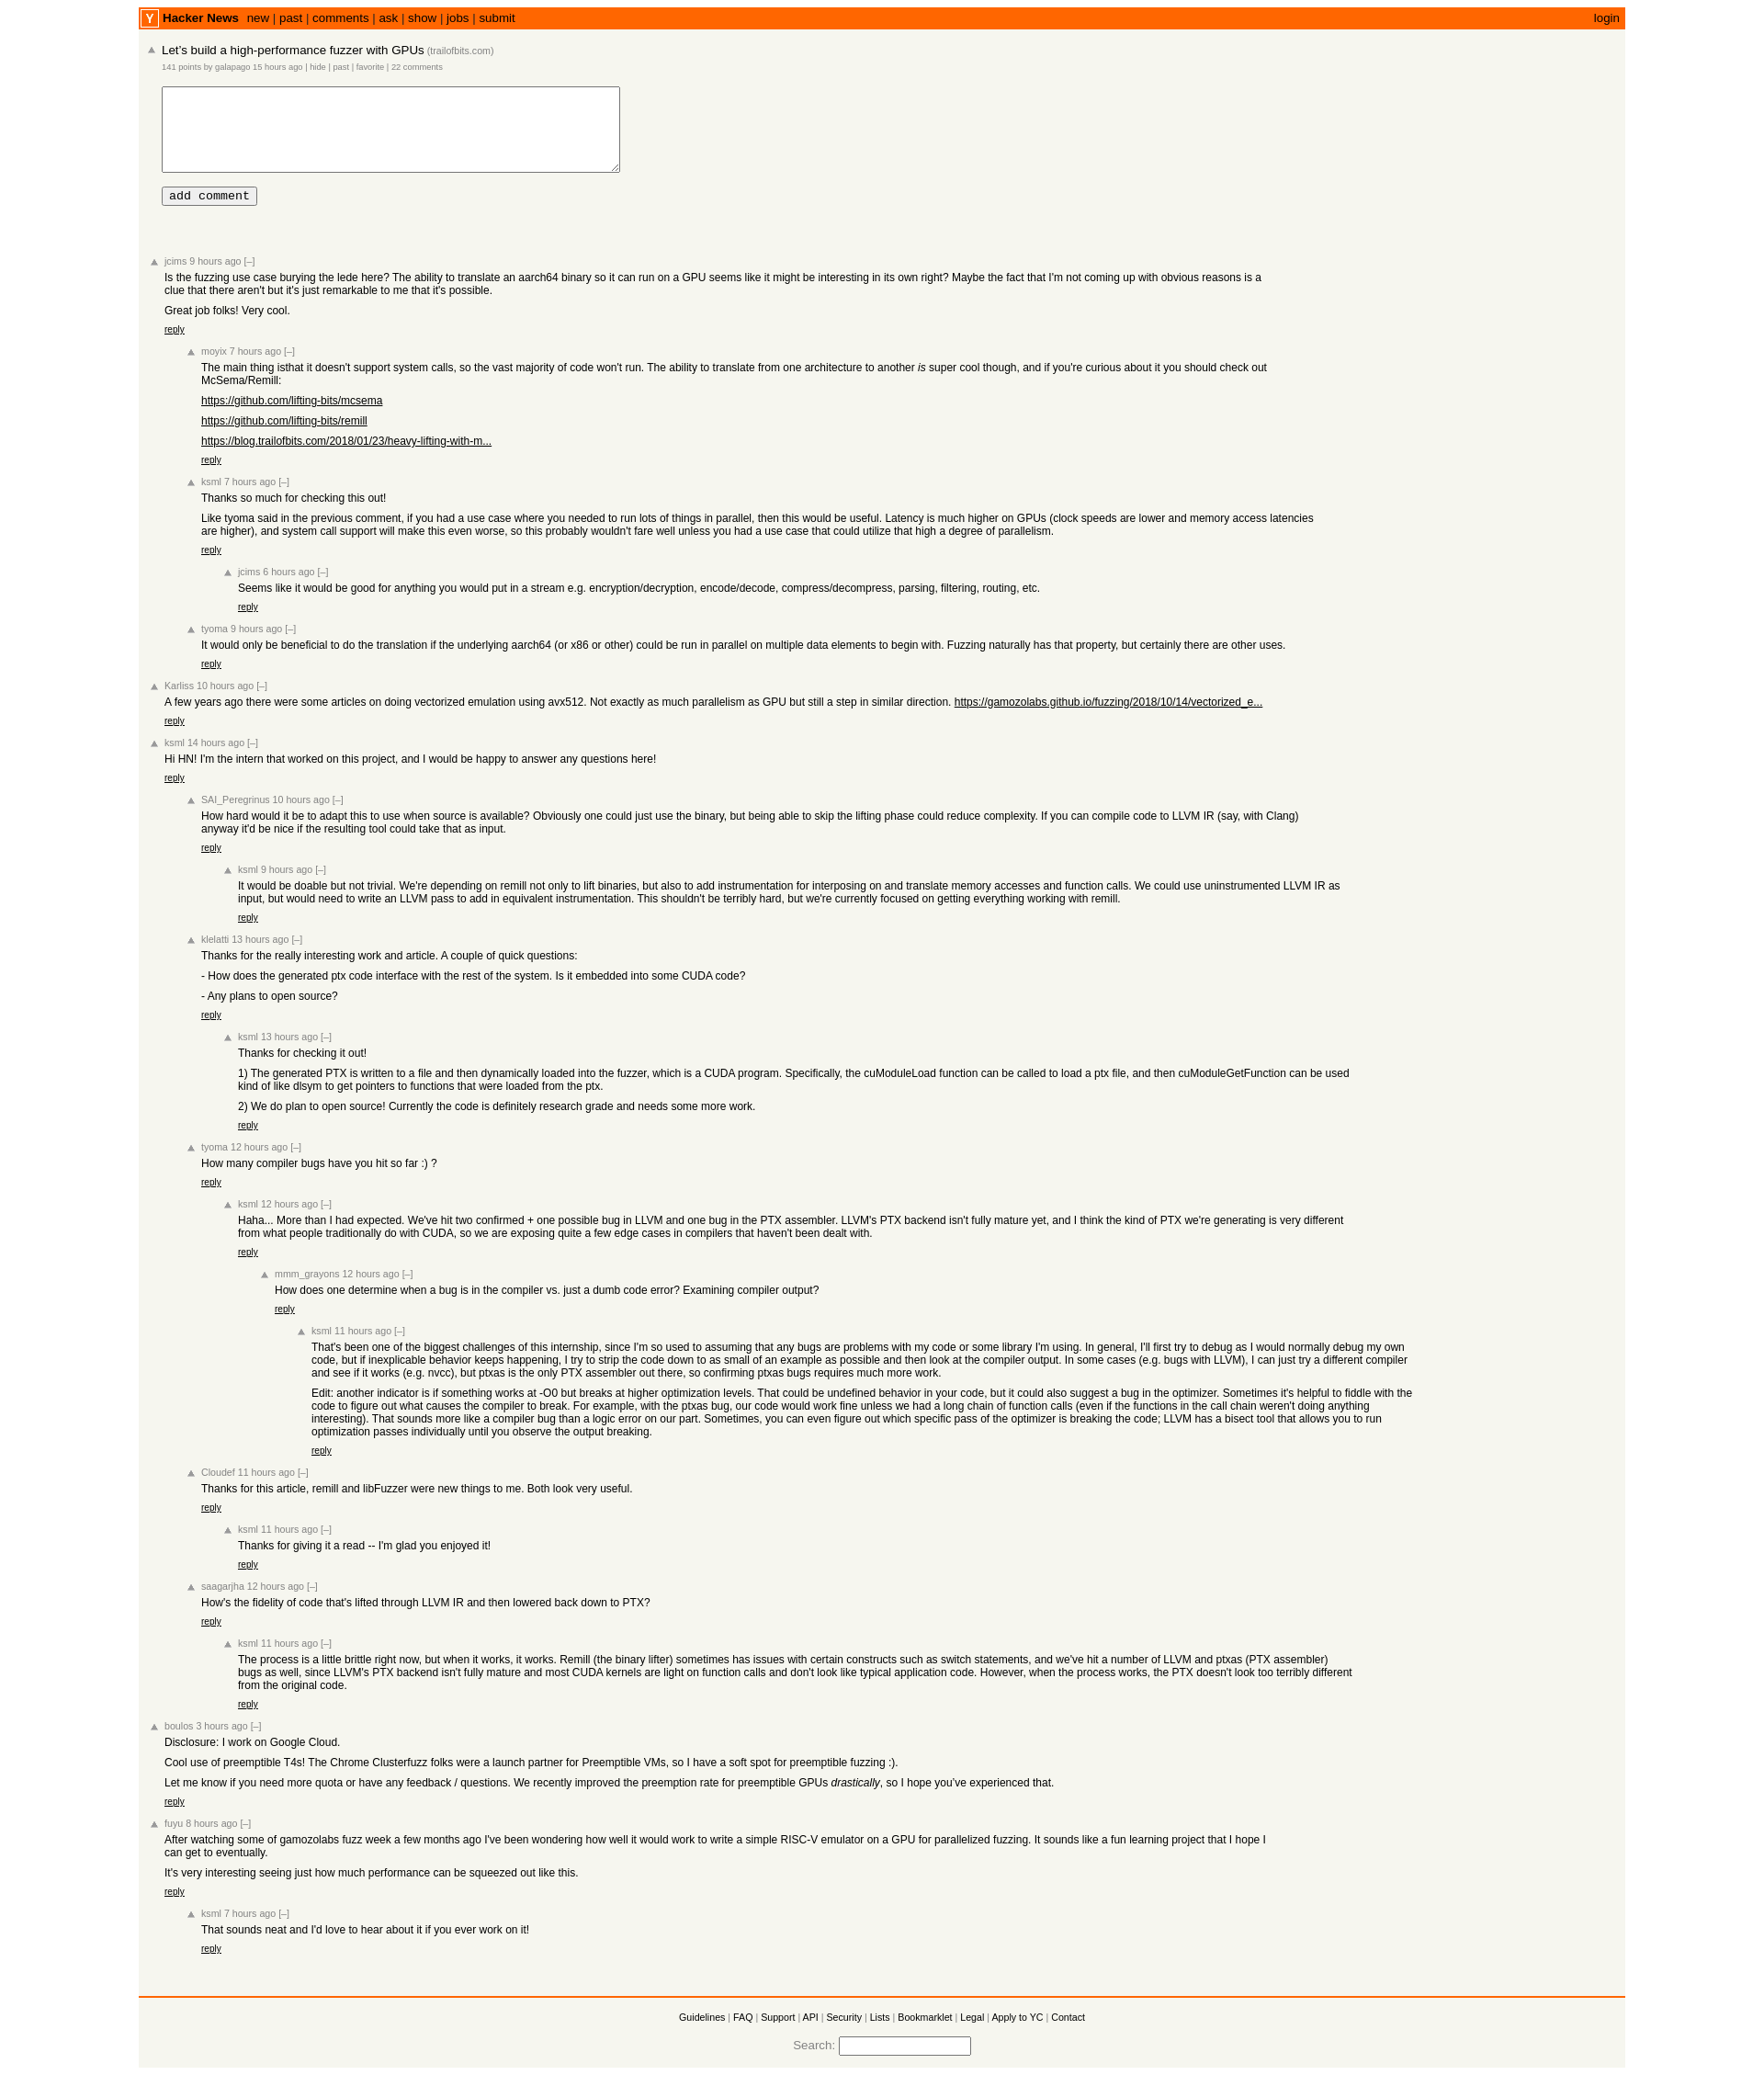 Y Hacker News new | past | comments | ask | show | jobs | submit login
Let's build a high-performance fuzzer with GPUs (trailofbits.com)
141 points by galapago 15 hours ago | hide | past | favorite | 22 comments
add comment
jcims 9 hours ago [–]
Is the fuzzing use case burying the lede here? The ability to translate an aarch64 binary so it can run on a GPU seems like it might be interesting in its own right? Maybe the fact that I'm not coming up with obvious reasons is a
clue that there aren't but it's just remarkable to me that it's possible.
Great job folks! Very cool.
reply
moyix 7 hours ago [–]
The main thing isthat it doesn't support system calls, so the vast majority of code won't run. The ability to translate from one architecture to another is super cool though, and if you're curious about it you should check out
McSema/Remill:
https://github.com/lifting-bits/mcsema
https://github.com/lifting-bits/remill
https://blog.trailofbits.com/2018/01/23/heavy-lifting-with-m...
reply
ksml 7 hours ago [–]
Thanks so much for checking this out!
Like tyoma said in the previous comment, if you had a use case where you needed to run lots of things in parallel, then this would be useful. Latency is much higher on GPUs (clock speeds are lower and memory access latencies
are higher), and system call support will make this even worse, so this probably wouldn't fare well unless you had a use case that could utilize that high a degree of parallelism.
reply
jcims 6 hours ago [–]
Seems like it would be good for anything you would put in a stream e.g. encryption/decryption, encode/decode, compress/decompress, parsing, filtering, routing, etc.
reply
tyoma 9 hours ago [–]
It would only be beneficial to do the translation if the underlying aarch64 (or x86 or other) could be run in parallel on multiple data elements to begin with. Fuzzing naturally has that property, but certainly there are other uses.
reply
Karliss 10 hours ago [–]
A few years ago there were some articles on doing vectorized emulation using avx512. Not exactly as much parallelism as GPU but still a step in similar direction. https://gamozolabs.github.io/fuzzing/2018/10/14/vectorized_e...
reply
ksml 14 hours ago [–]
Hi HN! I'm the intern that worked on this project, and I would be happy to answer any questions here!
reply
SAI_Peregrinus 10 hours ago [–]
How hard would it be to adapt this to use when source is available? Obviously one could just use the binary, but being able to skip the lifting phase could reduce complexity. If you can compile code to LLVM IR (say, with Clang)
anyway it'd be nice if the resulting tool could take that as input.
reply
ksml 9 hours ago [–]
It would be doable but not trivial. We're depending on remill not only to lift binaries, but also to add instrumentation for interposing on and translate memory accesses and function calls. We could use uninstrumented LLVM IR as
input, but would need to write an LLVM pass to add in equivalent instrumentation. This shouldn't be terribly hard, but we're currently focused on getting everything working with remill.
reply
klelatti 13 hours ago [–]
Thanks for the really interesting work and article. A couple of quick questions:
- How does the generated ptx code interface with the rest of the system. Is it embedded into some CUDA code?
- Any plans to open source?
reply
ksml 13 hours ago [–]
Thanks for checking it out!
1) The generated PTX is written to a file and then dynamically loaded into the fuzzer, which is a CUDA program. Specifically, the cuModuleLoad function can be called to load a ptx file, and then cuModuleGetFunction can be used
kind of like dlsym to get pointers to functions that were loaded from the ptx.
2) We do plan to open source! Currently the code is definitely research grade and needs some more work.
reply
tyoma 12 hours ago [–]
How many compiler bugs have you hit so far :) ?
reply
ksml 12 hours ago [–]
Haha... More than I had expected. We've hit two confirmed + one possible bug in LLVM and one bug in the PTX assembler. LLVM's PTX backend isn't fully mature yet, and I think the kind of PTX we're generating is very different
from what people traditionally do with CUDA, so we are exposing quite a few edge cases in compilers that haven't been dealt with.
reply
mmm_grayons 12 hours ago [–]
How does one determine when a bug is in the compiler vs. just a dumb code error? Examining compiler output?
reply
ksml 11 hours ago [–]
That's been one of the biggest challenges of this internship, since I'm so used to assuming that any bugs are problems with my code or some library I'm using. In general, I'll first try to debug as I would normally debug my own
code, but if inexplicable behavior keeps happening, I try to strip the code down to as small of an example as possible and then look at the compiler output. In some cases (e.g. bugs with LLVM), I can just try a different compiler
and see if it works (e.g. nvcc), but ptxas is the only PTX assembler out there, so confirming ptxas bugs requires much more work.
Edit: another indicator is if something works at -O0 but breaks at higher optimization levels. That could be undefined behavior in your code, but it could also suggest a bug in the optimizer. Sometimes it's helpful to fiddle with the
code to figure out what causes the compiler to break. For example, with the ptxas bug, our code would work fine unless we had a long chain of function calls (even if the functions in the call chain weren't doing anything
interesting). That sounds more like a compiler bug than a logic error on our part. Sometimes, you can even figure out which specific pass of the optimizer is breaking the code; LLVM has a bisect tool that allows you to run
optimization passes individually until you observe the output breaking.
reply
Cloudef 11 hours ago [–]
Thanks for this article, remill and libFuzzer were new things to me. Both look very useful.
reply
ksml 11 hours ago [–]
Thanks for giving it a read -- I'm glad you enjoyed it!
reply
saagarjha 12 hours ago [–]
How's the fidelity of code that's lifted through LLVM IR and then lowered back down to PTX?
reply
ksml 11 hours ago [–]
The process is a little brittle right now, but when it works, it works. Remill (the binary lifter) sometimes has issues with certain constructs such as switch statements, and we've hit a number of LLVM and ptxas (PTX assembler)
bugs as well, since LLVM's PTX backend isn't fully mature and most CUDA kernels are light on function calls and don't look like typical application code. However, when the process works, the PTX doesn't look too terribly different
from the original code.
reply
boulos 3 hours ago [–]
Disclosure: I work on Google Cloud.
Cool use of preemptible T4s! The Chrome Clusterfuzz folks were a launch partner for Preemptible VMs, so I have a soft spot for preemptible fuzzing :).
Let me know if you need more quota or have any feedback / questions. We recently improved the preemption rate for preemptible GPUs drastically, so I hope you've experienced that.
reply
fuyu 8 hours ago [–]
After watching some of gamozolabs fuzz week a few months ago I've been wondering how well it would work to write a simple RISC-V emulator on a GPU for parallelized fuzzing. It sounds like a fun learning project that I hope I
can get to eventually.
It's very interesting seeing just how much performance can be squeezed out like this.
reply
ksml 7 hours ago [–]
That sounds neat and I'd love to hear about it if you ever work on it!
reply
Guidelines | FAQ | Support | API | Security | Lists | Bookmarklet | Legal | Apply to YC | Contact
Search: